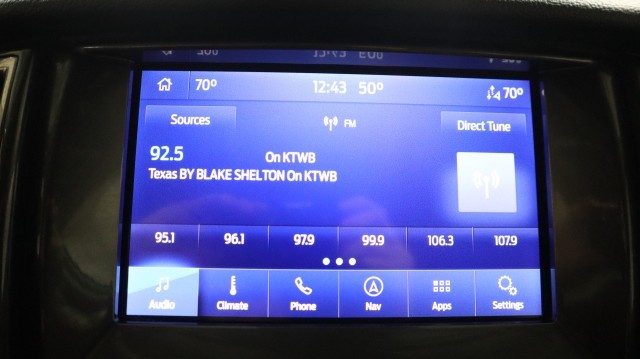 70° 12:43 50° 70°
Sources FM Direct Tune
92.5 On KTWB
Texas BY BLAKE SHELTON On KTWB
95.1 96.1 97.9 99.9 106.3 107.9
Audio Climate Phone Nav Apps Settings